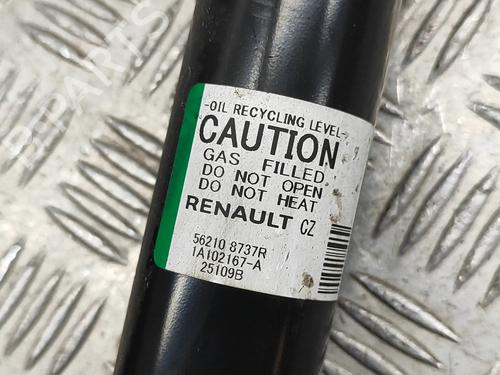 -OIL RECYCLING LEVEL-
CAUTION
GAS FILLED
DO NOT OPEN
DO NOT HEAT
RENAULT CZ
56210 8737R
1A102167-A
25109B